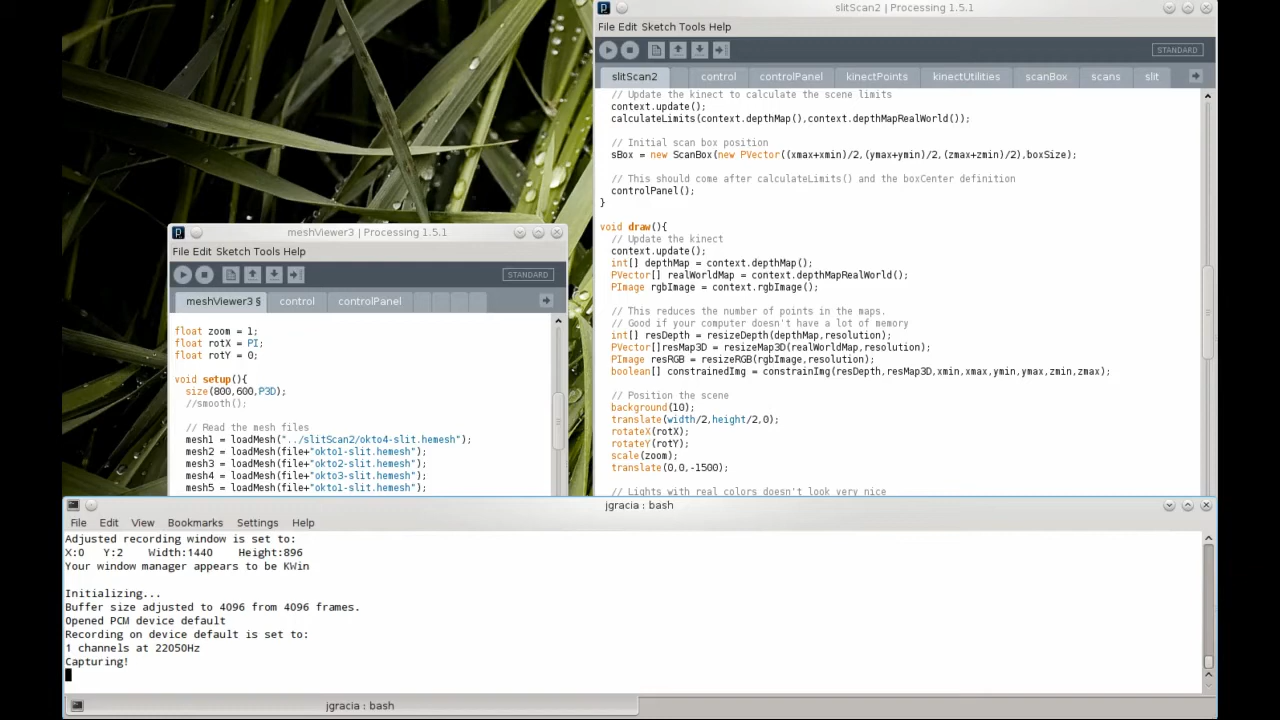 slitScan2 | Processing 1.5.1
File Edit Sketch Tools Help
STANDARD
slitScan2 control controlPanel kinectPoints kinectUtilities scanBox scans slit
// Update the kinect to calculate the scene limits
context.update();
calculateLimits(context.depthMap(),context.depthMapRealWorld());
// Initial scan box position
sBox = new ScanBox(new PVector((xmax+xmin)/2,(ymax+ymin)/2,(zmax+zmin)/2),boxSize);
// This should come after calculateLimits() and the boxCenter definition
controlPanel();
}
void draw(){
// Update the kinect
context.update();
int[] depthMap = context.depthMap();
PVector[] realWorldMap = context.depthMapRealWorld();
PImage rgbImage = context.rgbImage();
// This reduces the number of points in the maps.
// Good if your computer doesn't have a lot of memory
int[] resDepth = resizeDepth(depthMap,resolution);
PVector[]resMap3D = resizeMap3D(realWorldMap,resolution);
PImage resRGB = resizeRGB(rgbImage,resolution);
boolean[] constrainedImg = constrainImg(resDepth,resMap3D,xmin,xmax,ymin,ymax,zmin,zmax);
// Position the scene
background(10);
translate(width/2,height/2,0);
rotateX(rotX);
rotateY(rotY);
scale(zoom);
translate(0,0,-1500);
// Lights with real colors doesn't look very nice
meshViewer3 | Processing 1.5.1
File Edit Sketch Tools Help
STANDARD
meshViewer3 § control controlPanel
float zoom = 1;
float rotX = PI;
float rotY = 0;
void setup(){
size(800,600,P3D);
//smooth();
// Read the mesh files
mesh1 = loadMesh("../slitScan2/okto4-slit.hemesh");
mesh2 = loadMesh(file+"okto1-slit.hemesh");
mesh3 = loadMesh(file+"okto2-slit.hemesh");
mesh4 = loadMesh(file+"okto3-slit.hemesh");
mesh5 = loadMesh(file+"okto1-slit.hemesh");
jgracia : bash
File Edit View Bookmarks Settings Help
Adjusted recording window is set to:
X:0 Y:2 Width:1440 Height:896
Your window manager appears to be KWin
Initializing...
Buffer size adjusted to 4096 from 4096 frames.
Opened PCM device default
Recording on device default is set to:
1 channels at 22050Hz
Capturing!
jgracia : bash